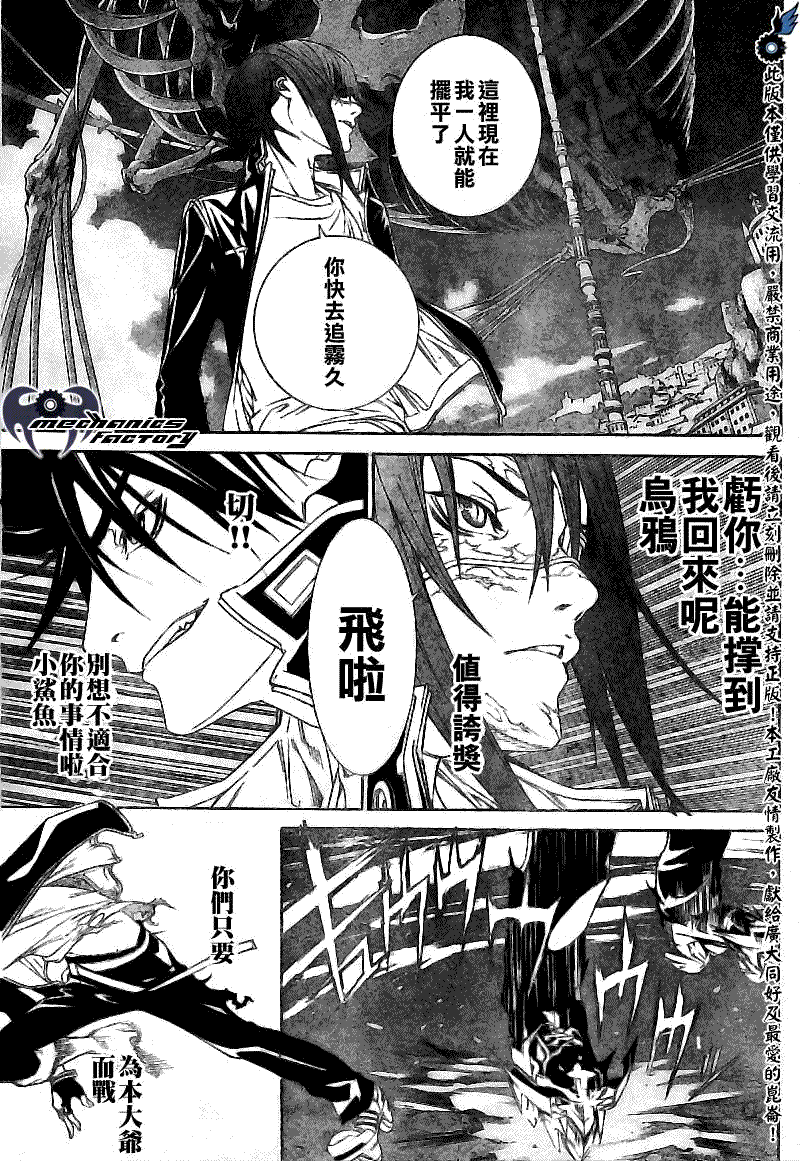 這裡現在
我一人就能
擺平了
你快去追霧久
mechanics
factory
虧你…能撐到
我回來呢
烏鴉
值得誇獎
飛啦
切!!
別想不適合
你的事情啦
小鯊魚
ヴヴヴ
你們只要
為本大爺
而戰
此版本僅供學習交流用，嚴禁商業用途，觀看後請立刻刪除並請支持正版！本工廠友情製作，獻給廣大同好及最愛的崑崙！